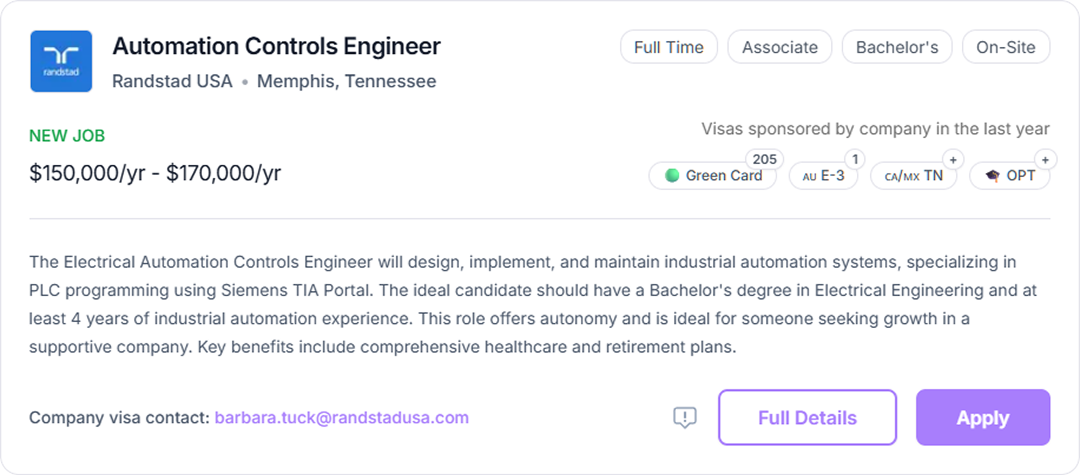 randstad
Automation Controls Engineer
Randstad USA • Memphis, Tennessee
Full Time
Associate
Bachelor's
On-Site
NEW JOB
$150,000/yr - $170,000/yr
Visas sponsored by company in the last year
Green Card 205
AU E-3 1
CA/MX TN +
OPT +
The Electrical Automation Controls Engineer will design, implement, and maintain industrial automation systems, specializing in
PLC programming using Siemens TIA Portal. The ideal candidate should have a Bachelor's degree in Electrical Engineering and at
least 4 years of industrial automation experience. This role offers autonomy and is ideal for someone seeking growth in a
supportive company. Key benefits include comprehensive healthcare and retirement plans.
Company visa contact: barbara.tuck@randstadusa.com
Full Details
Apply